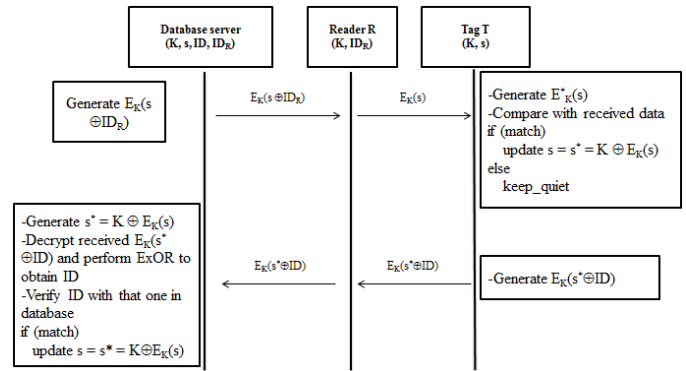 Database server
(K, s, ID, IDR)
Reader R
(K, IDR)
Tag T
(K, s)
Generate EK(s
⊕IDR)
EK(s ⊕IDR)
EK(s)
-Generate E*K(s)
-Compare with received data
if (match)
update s = s* = K ⊕ EK(s)
else
keep_quiet
-Generate s* = K ⊕ EK(s)
-Decrypt received EK(s*
⊕ID) and perform ExOR to
obtain ID
-Verify ID with that one in
database
if (match)
update s = s* = K⊕EK(s)
EK(s*⊕ID)
EK(s*⊕ID)
-Generate EK(s*⊕ID)